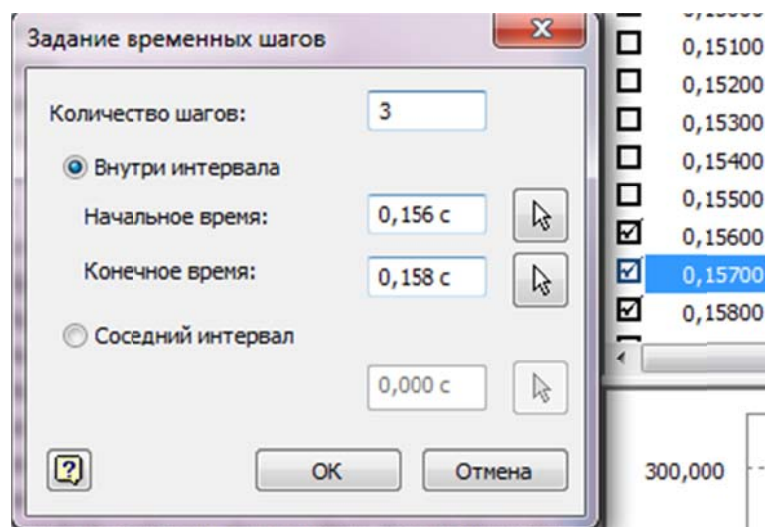 Задание временных шагов
Количество шагов: 3
Внутри интервала
Начальное время: 0,156 с
Конечное время: 0,158 с
Соседний интервал
0,000 с
OK Отмена
0,15100
0,15200
0,15300
0,15400
0,15500
0,15600
0,15700
0,15800
300,000